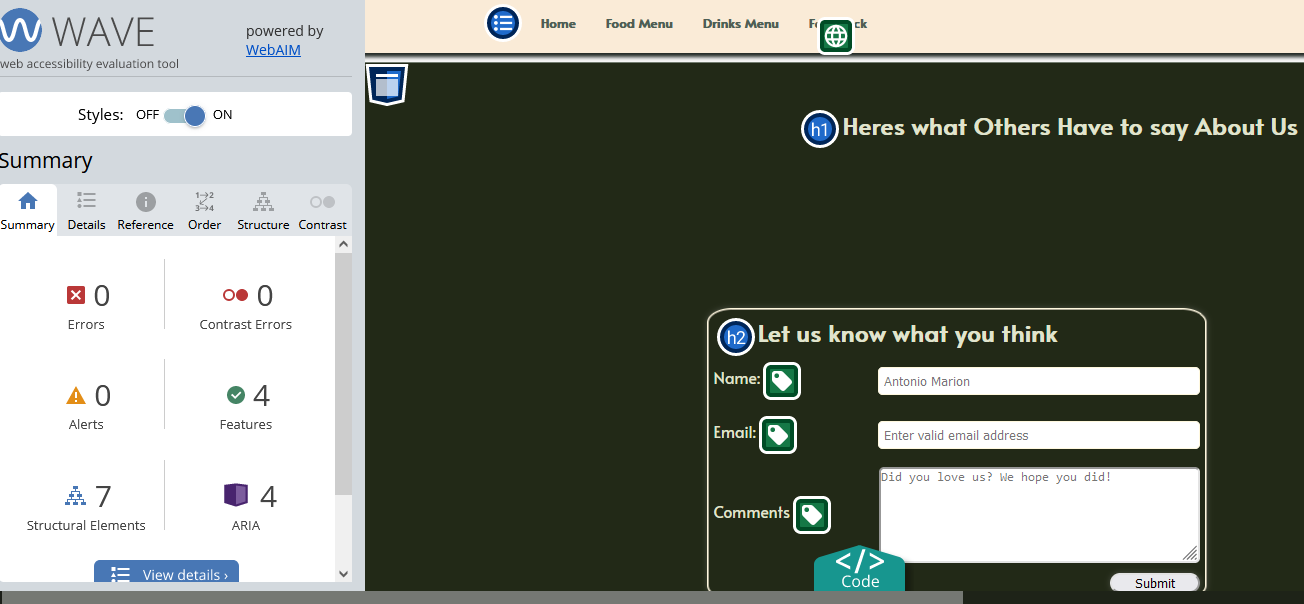 WAVE
powered by
WebAIM
web accessibility evaluation tool
Styles: OFF ON
Summary
Summary Details Reference Order Structure Contrast
0 0
Errors Contrast Errors
0 4
Alerts Features
7 4
Structural Elements ARIA
View details ›
Home Food Menu Drinks Menu
h1 Heres what Others Have to say About Us
h2 Let us know what you think
Name: Antonio Marion
Email: Enter valid email address
Comments Did you love us? We hope you did!
</> Code
Submit